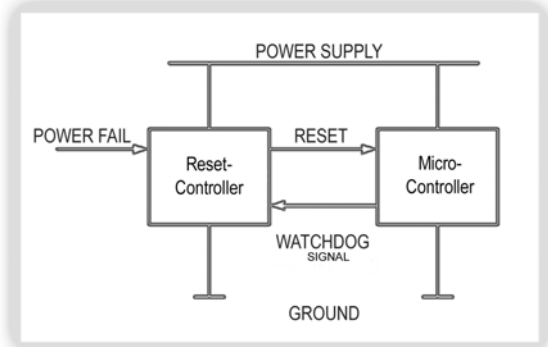 POWER SUPPLY
POWER FAIL
RESET
Reset-
Controller
Micro-
Controller
WATCHDOG
SIGNAL
GROUND